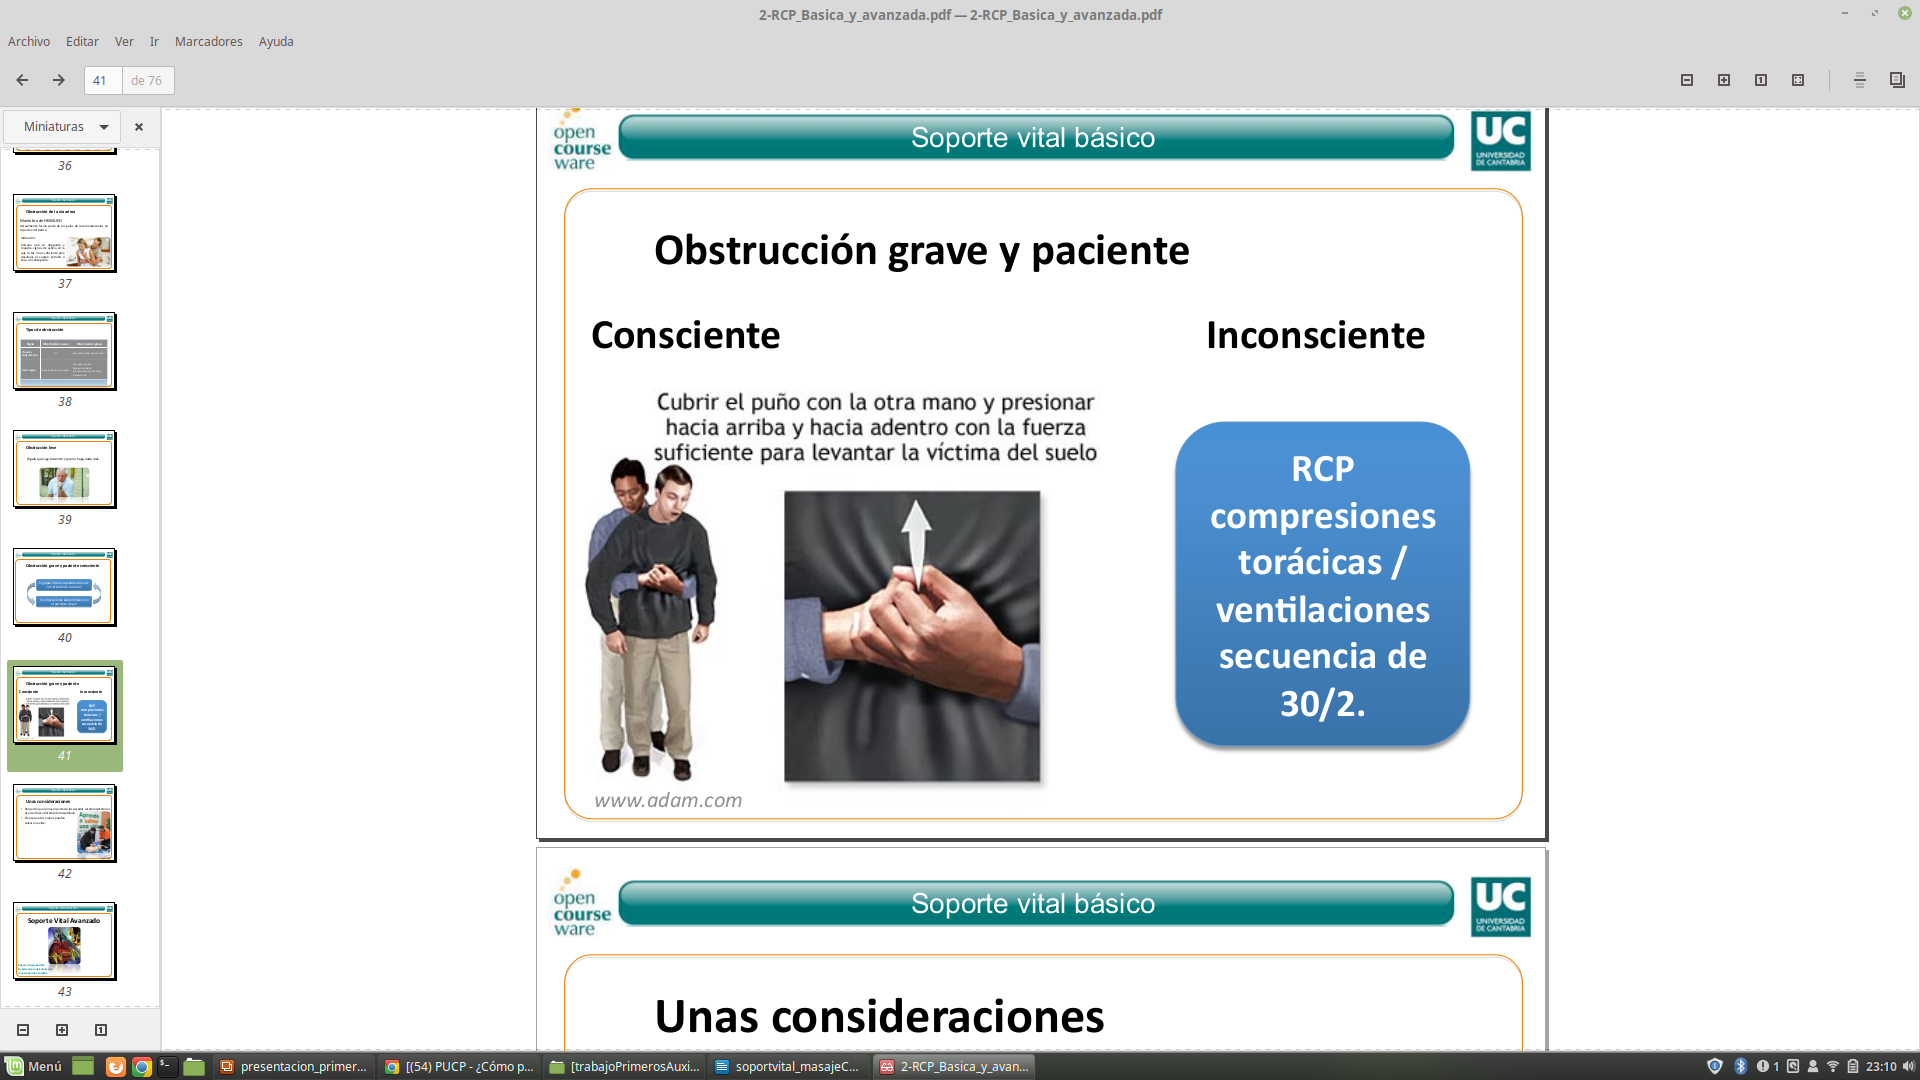 2-RCP_Basica_y_avanzada.pdf — 2-RCP_Basica_y_avanzada.pdf
Archivo Editar Ver Ir Marcadores Ayuda
41 de 76
Miniaturas
36
37
38
39
40
41
42
43
open
course
ware
Soporte vital básico
UC
UNIVERSIDAD
DE CANTABRIA
Obstrucción grave y paciente
Consciente
Inconsciente
Cubrir el puño con la otra mano y presionar
hacia arriba y hacia adentro con la fuerza
suficiente para levantar la víctima del suelo
RCP
compresiones
torácicas /
ventilaciones
secuencia de
30/2.
www.adam.com
open
course
ware
Soporte vital básico
UC
UNIVERSIDAD
DE CANTABRIA
Unas consideraciones
Soporte Vital Avanzado
Menú
presentacion_primer...
[(54) PUCP - ¿Cómo p...
[trabajoPrimerosAuxi...
soportvital_masajeC...
2-RCP_Basica_y_avan...
1
23:10